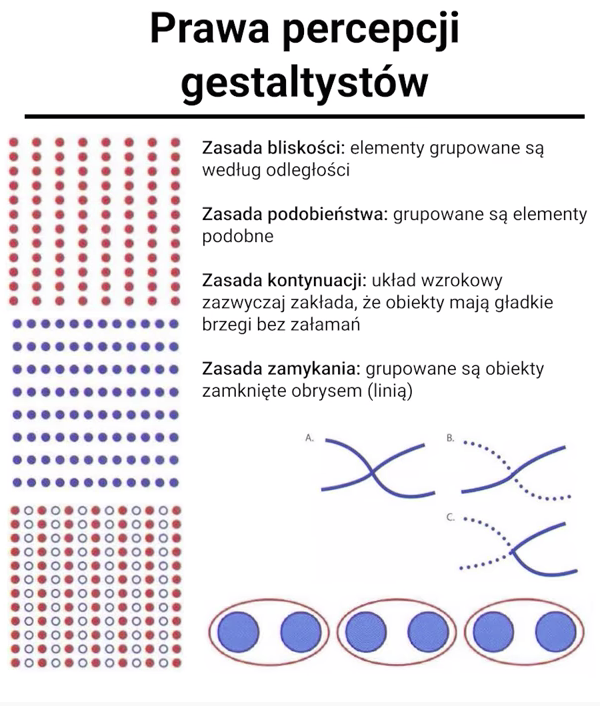 Prawa percepcji
gestaltystów
Zasada bliskości: elementy grupowane są
według odległości
Zasada podobieństwa: grupowane są elementy
podobne
Zasada kontynuacji: układ wzrokowy
zazwyczaj zakłada, że obiekty mają gładkie
brzegi bez załamań
Zasada zamykania: grupowane są obiekty
zamknięte obrysem (linią)
A.
B.
C.